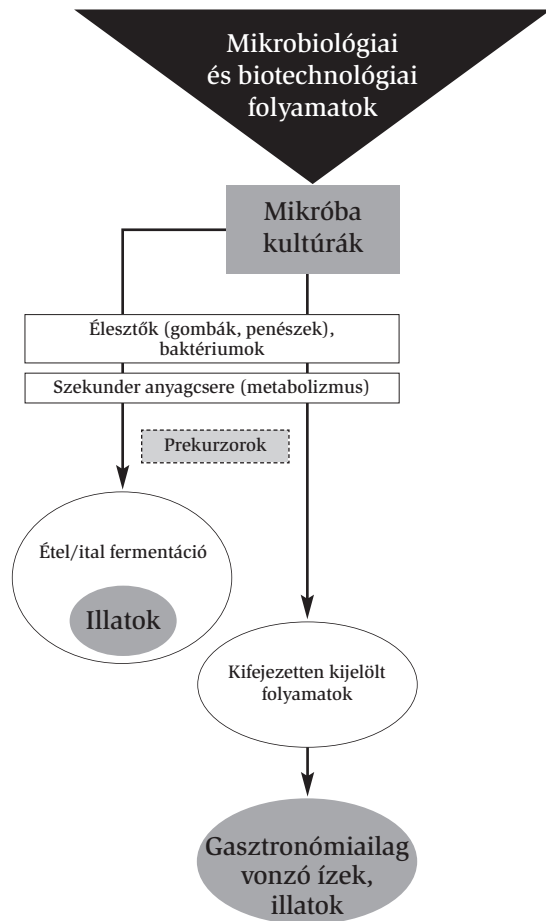 Mikrobiológiai
és biotechnológiai
folyamatok
Mikróba
kultúrák
Élesztők (gombák, penészek),
baktériumok
Szekunder anyagcsere (metabolizmus)
Prekurzorok
Étel/ital fermentáció
Illatok
Kifejezetten kijelölt
folyamatok
Gasztronómiailag
vonzó ízek,
illatok